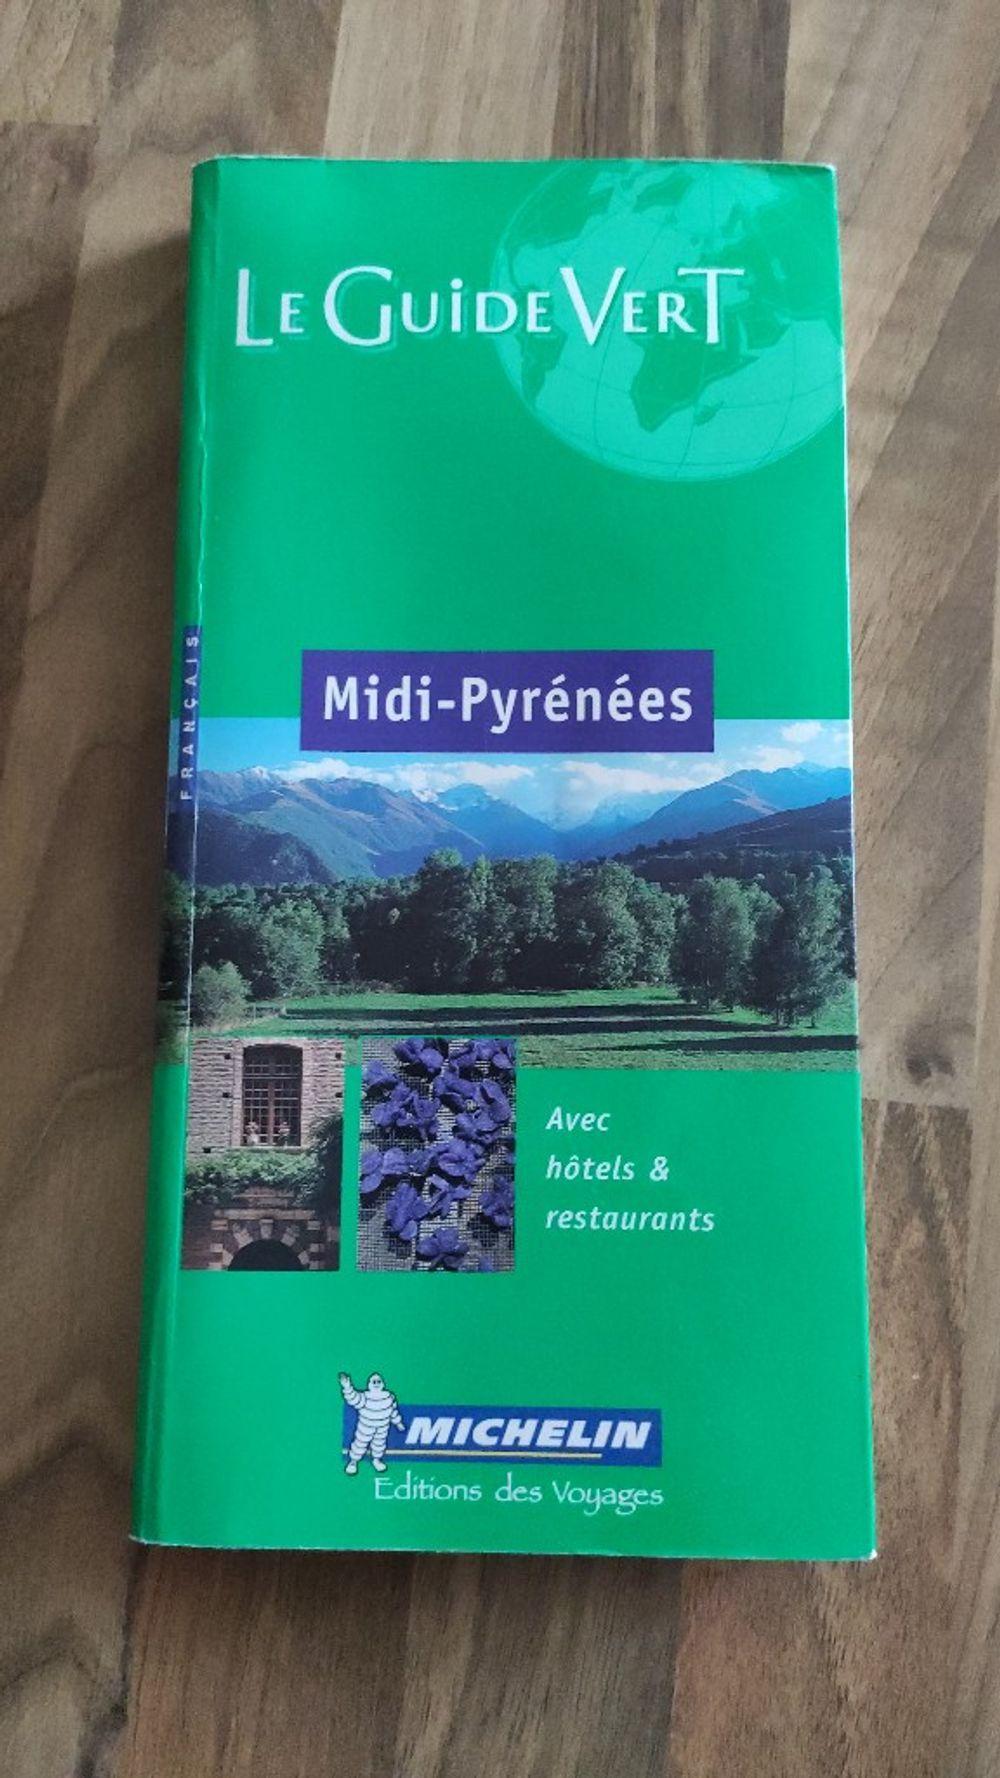 LE GUiDE VERT
FRANÇAIS
Midi-Pyrénées
Avec
hôtels &
restaurants
MICHELIN
Editions des Voyages